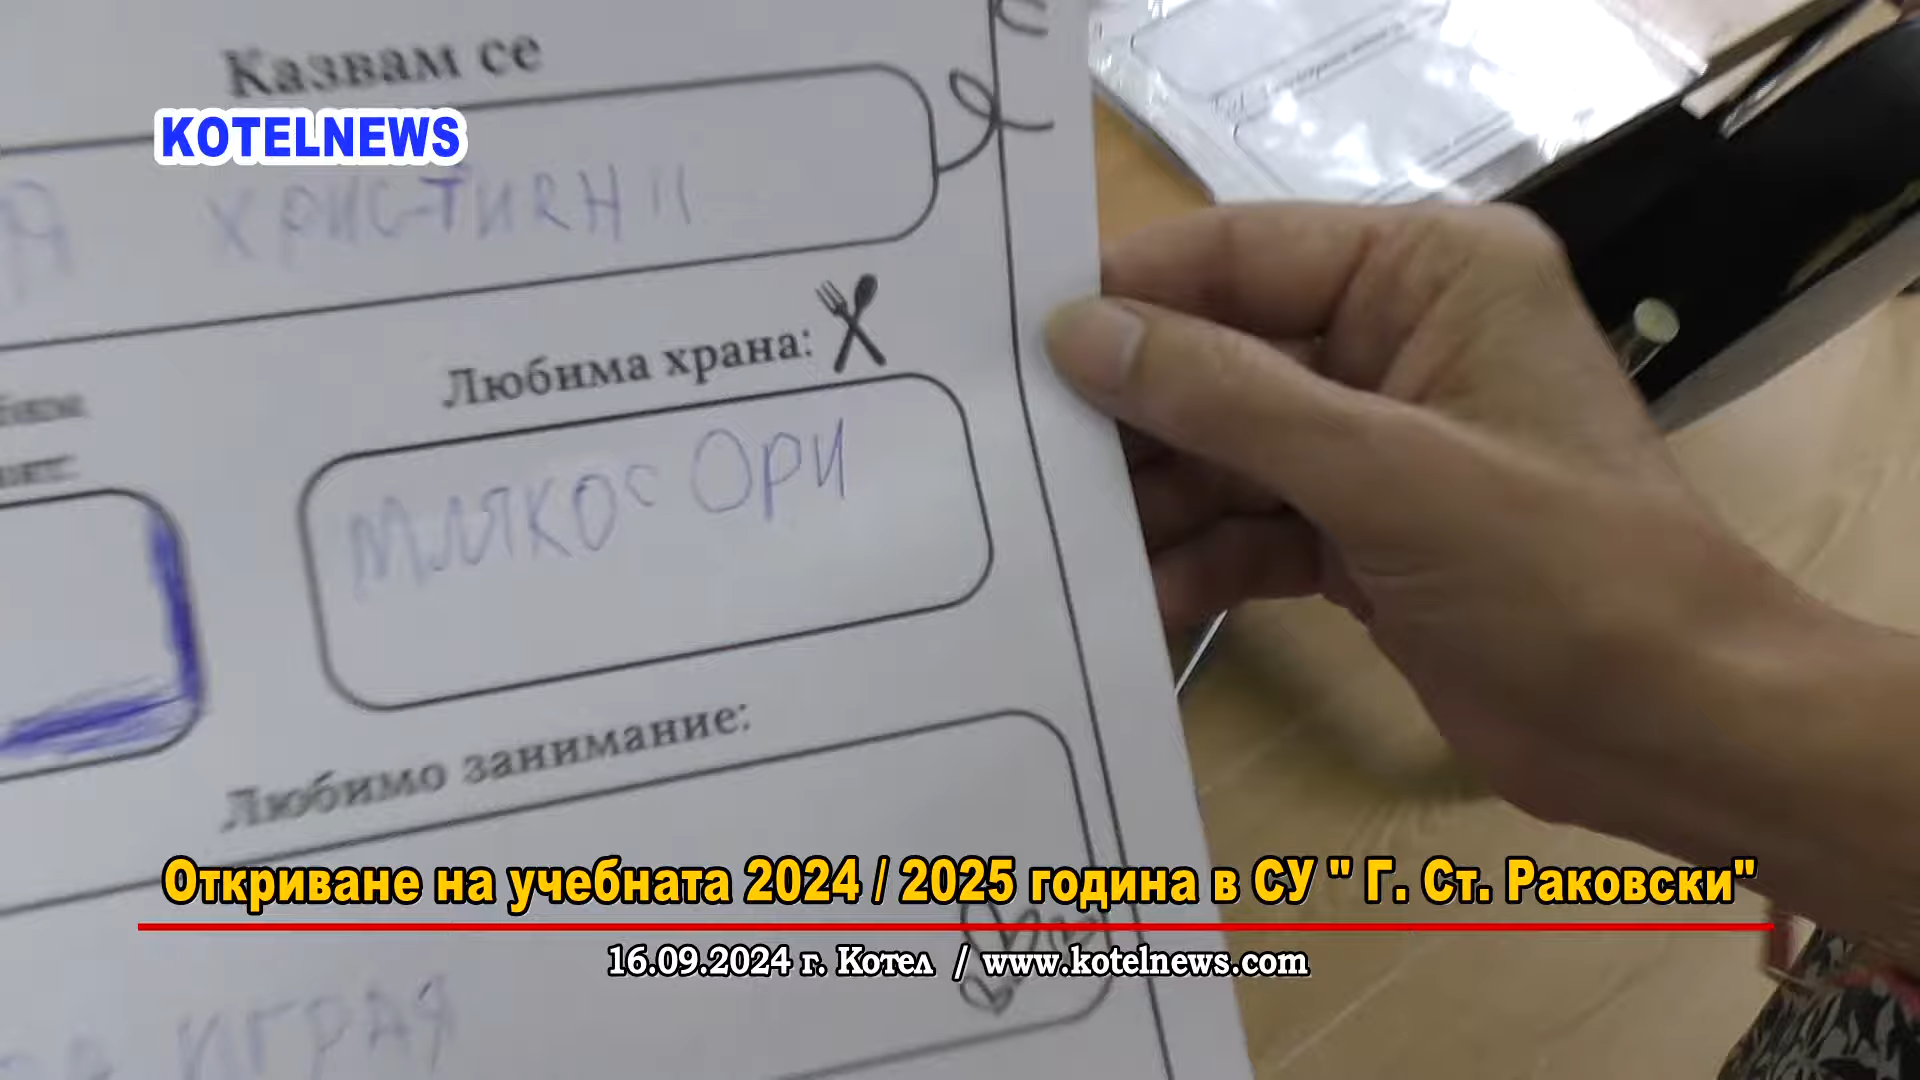 Казвам се
KOTELNEWS
ХРИСТИЯН
Любима храна:
МЛЯКО С ОРИ
Любимо занимание:
Откриване на учебната 2024 / 2025 година в СУ " Г. Ст. Раковски"
16.09.2024 г. Котел / www.kotelnews.com
ИГРАЯ